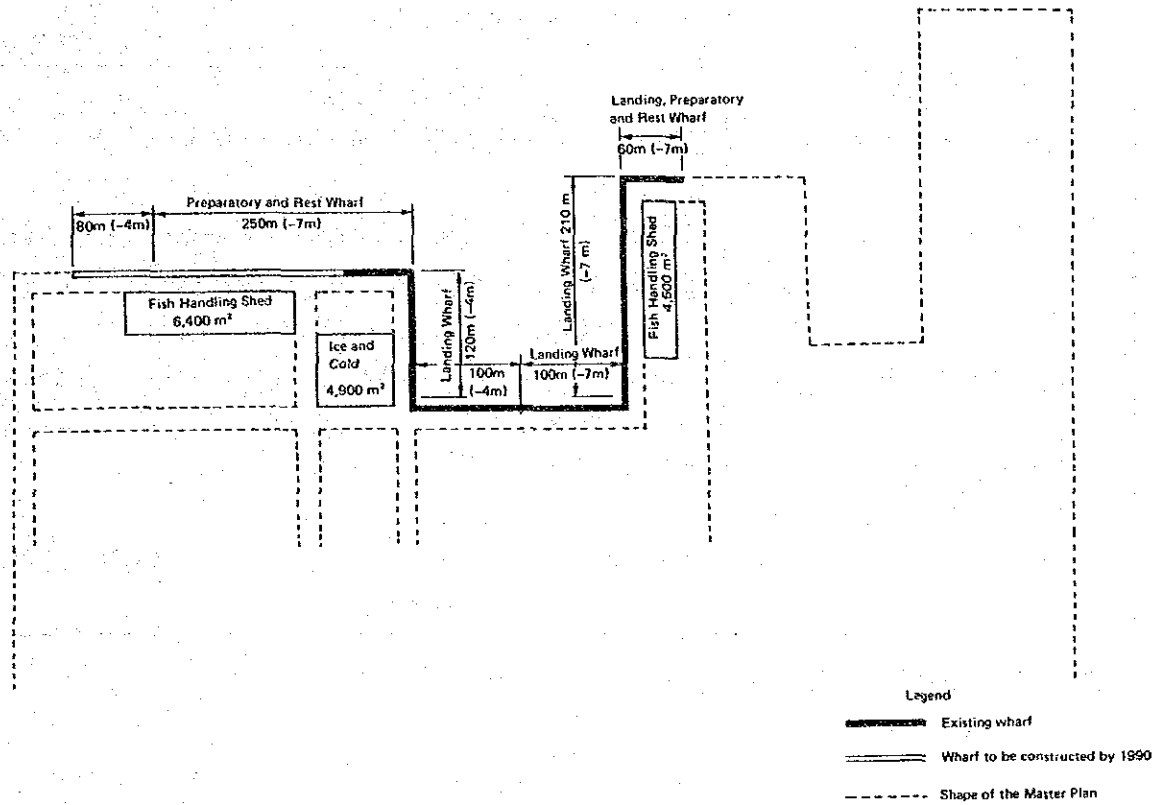 Landing, Preparatory
and Rest Wharf
60m (-7m)
Preparatory and Rest Wharf
80m (-4m)
250m (-7m)
Landing Wharf 210 m
(-7 m)
Fish Handling Shed
4,600 m²
Fish Handling Shed
6,400 m²
Landing Wharf
120m (-4m)
Ice and
Cold
4,900 m²
Landing Wharf
100m
(-4m)
100m (-7m)
Legend
Existing wharf
Wharf to be constructed by 1990
Shape of the Master Plan